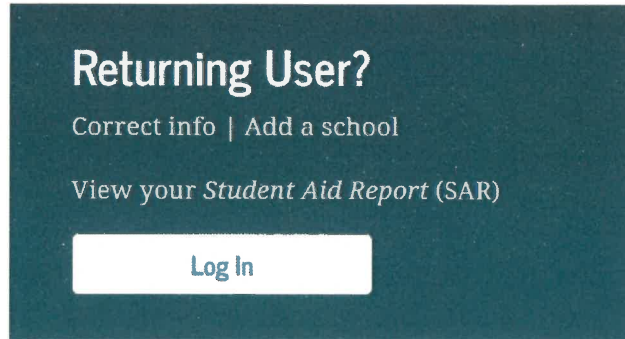 Returning User?
Correct info | Add a school
View your Student Aid Report (SAR)
Log In